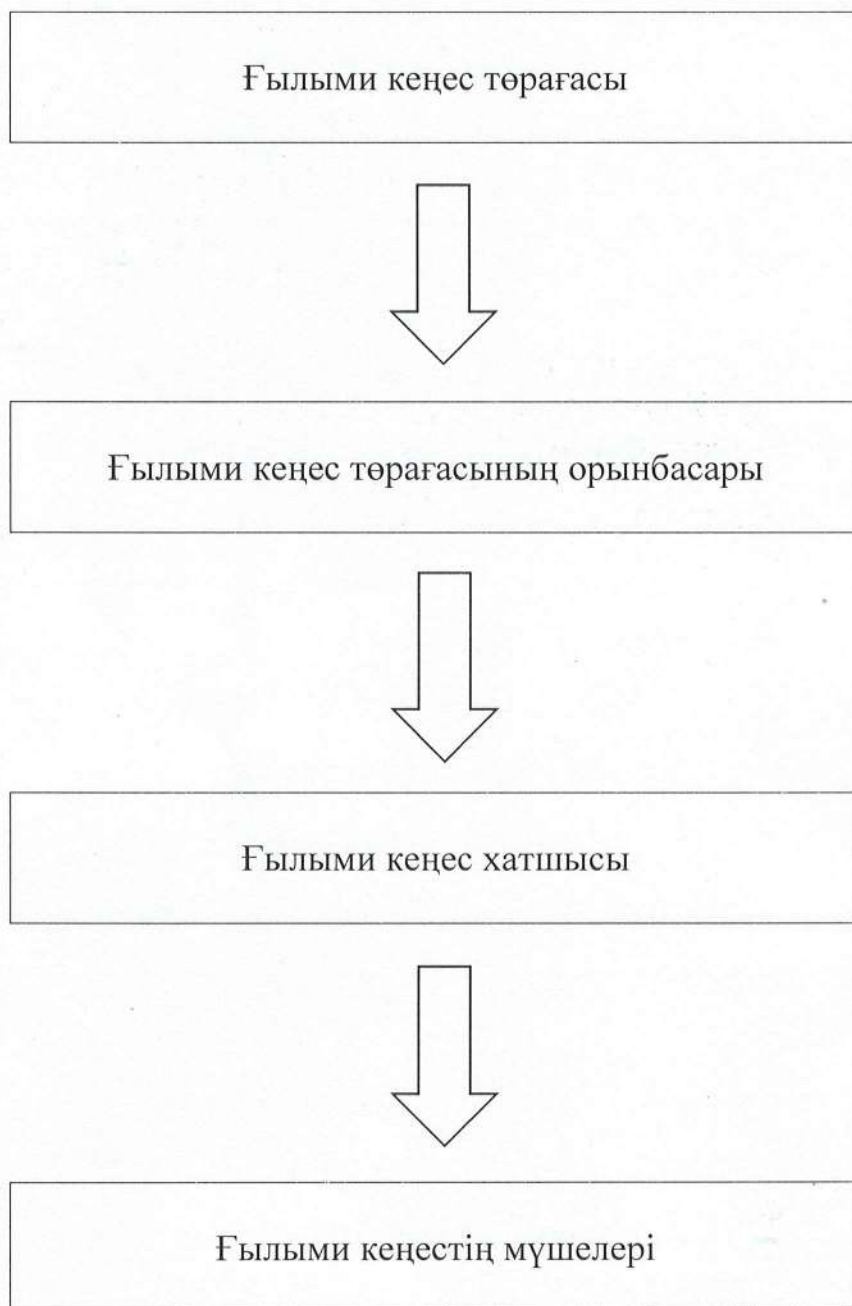 Ғылыми кеңес төрағасы
Ғылыми кеңес төрағасының орынбасары
Ғылыми кеңес хатшысы
Ғылыми кеңестің мүшелері